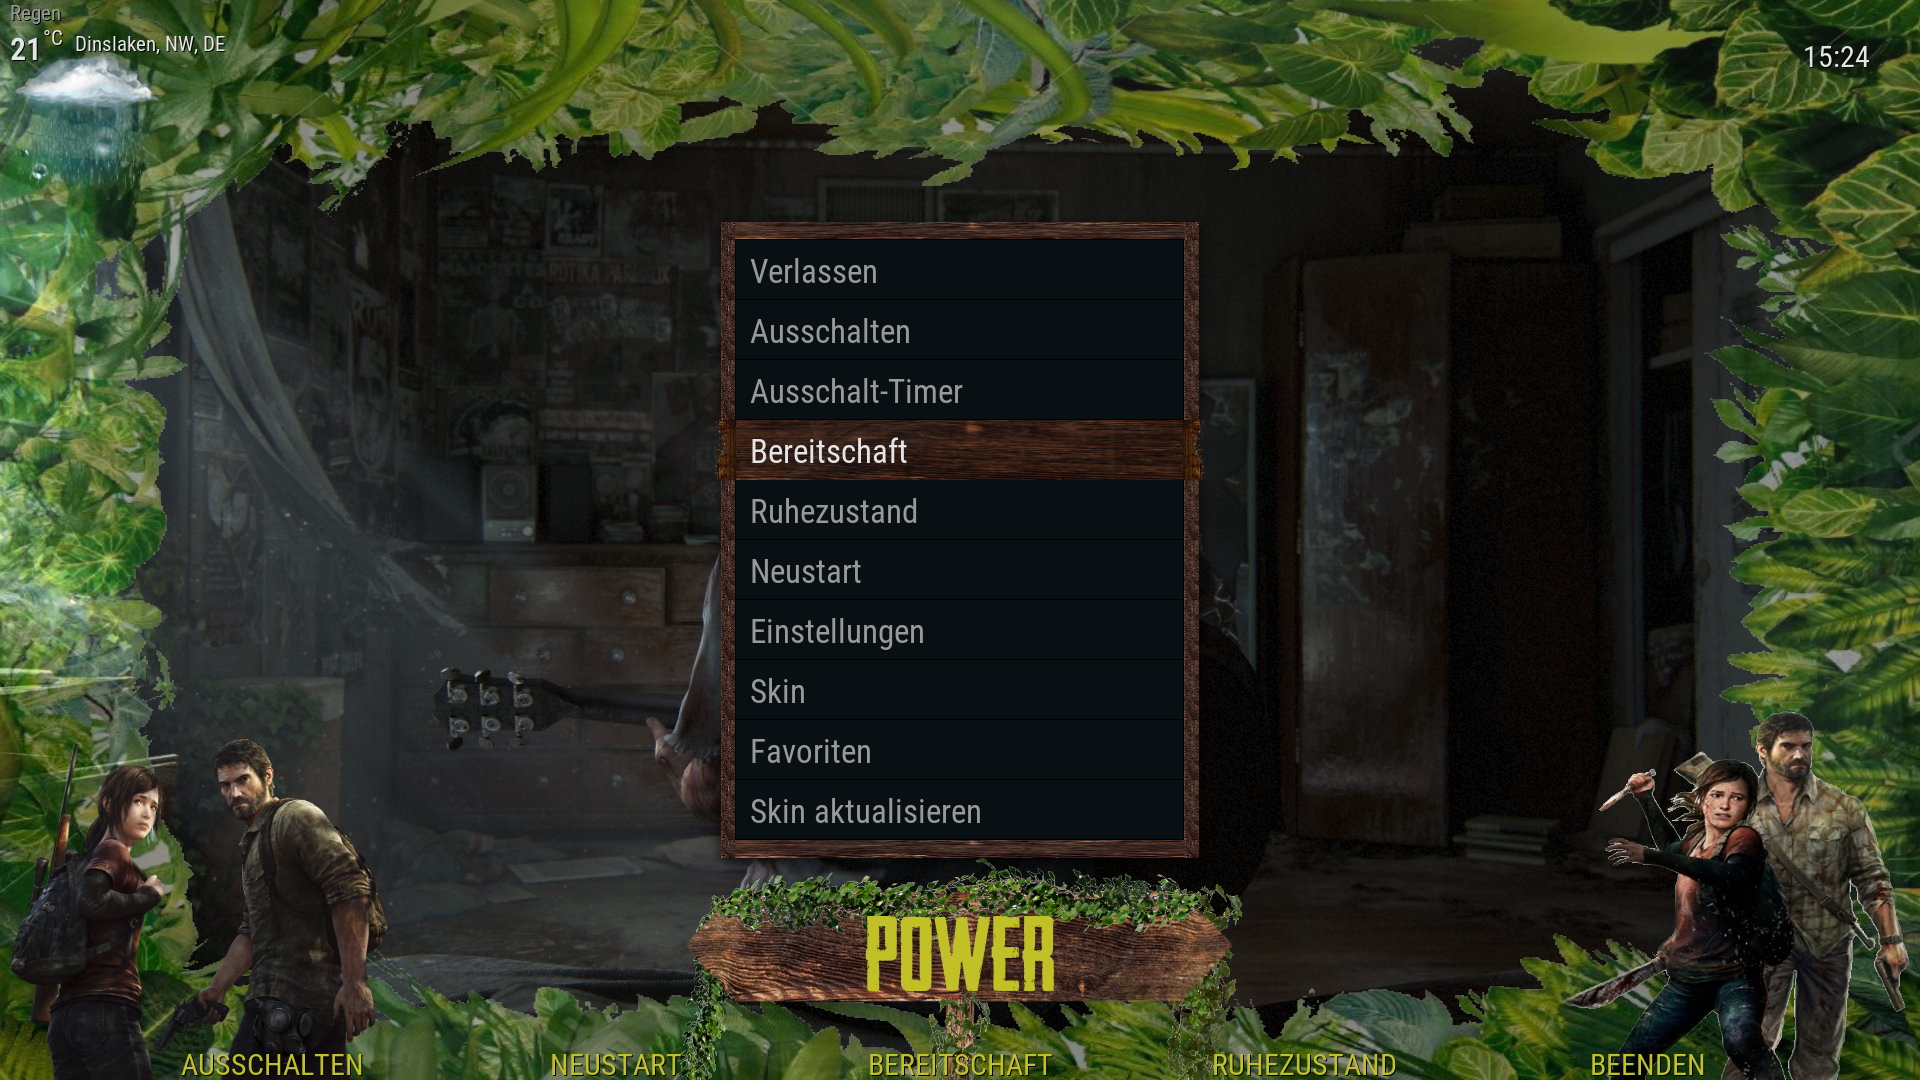 Regen
21 °C Dinslaken, NW, DE
15:24
Verlassen
Ausschalten
Ausschalt-Timer
Bereitschaft
Ruhezustand
Neustart
Einstellungen
Skin
Favoriten
Skin aktualisieren
POWER
AUSSCHALTEN
NEUSTART
BEREITSCHAFT
RUHEZUSTAND
BEENDEN